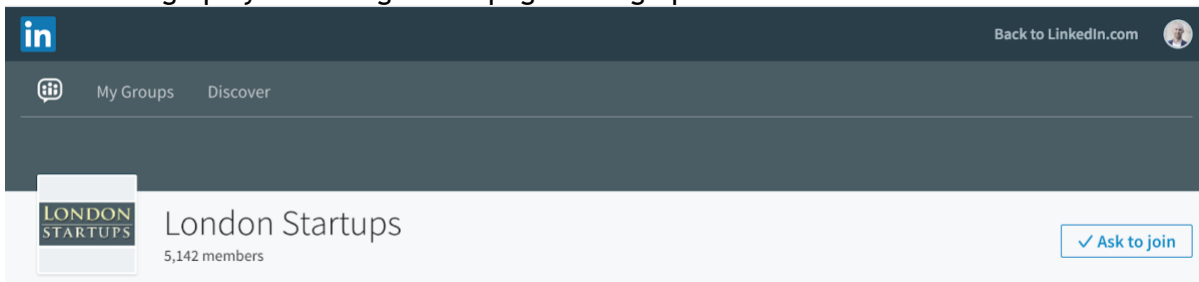 in
Back to LinkedIn.com
My Groups Discover
LONDON
STARTUPS
London Startups
5,142 members
✓ Ask to join